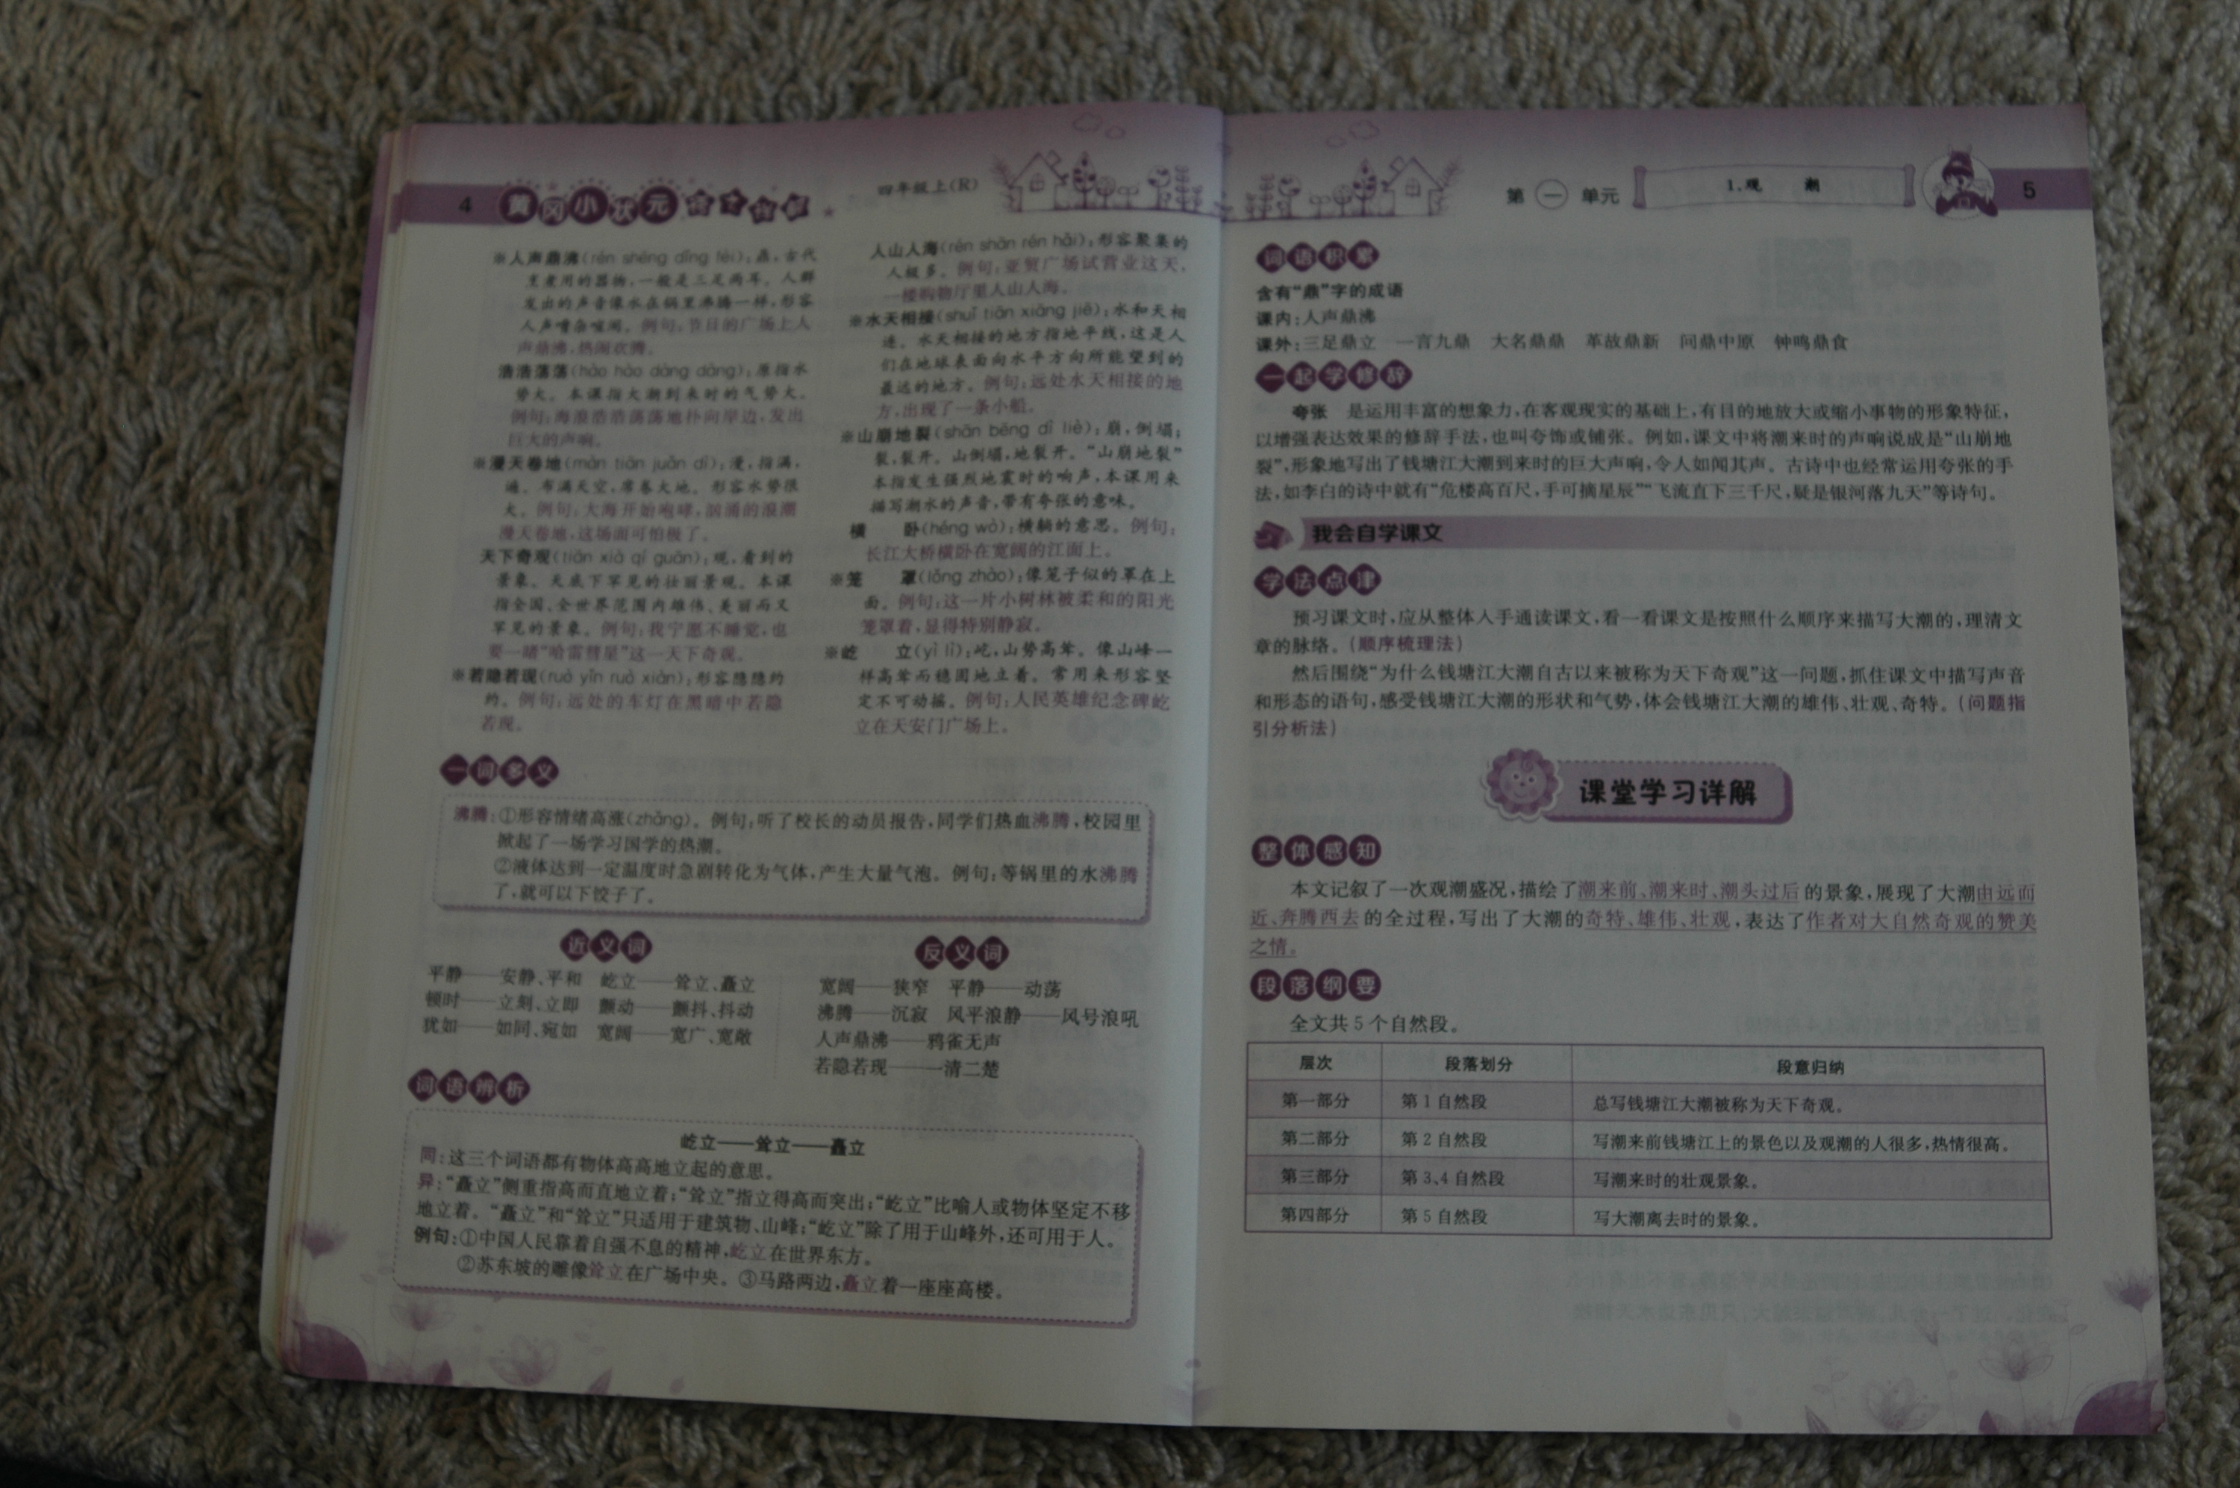 4
黄冈小状元
四年级上(R)
※人声鼎沸(rén shēng dǐng fèi):鼎,古代
烹煮用的器物,一般是三足两耳。人群
发出的声音像水在锅里沸腾一样,形容
人声嘈杂喧闹。例句:节日的广场上人
声鼎沸,热闹欢腾。
浩浩荡荡(hào hào dàng dàng):原指水
势大。本课指大潮到来时的气势大。
例句:海浪浩浩荡荡地扑向岸边,发出
巨大的声响。
※漫天卷地(màn tiān juǎn dì):漫,指满,
遍。布满天空,席卷大地。形容水势很
大。例句:大海开始咆哮,汹涌的浪潮
漫天卷地,这场面可怕极了。
天下奇观(tiān xià qí guān):观,看到的
景象。天底下罕见的壮丽景观。本课
指全国、全世界范围内雄伟、美丽而又
罕见的景象。例句:我宁愿不睡觉,也
要一睹“哈雷彗星”这一天下奇观。
※若隐若现(ruò yǐn ruò xiàn):形容隐隐约
约。例句:远处的车灯在黑暗中若隐
若现。
人山人海(rén shān rén hǎi):形容聚集的
人极多。例句:亚贸广场试营业这天,
一楼购物厅里人山人海。
※水天相接(shuǐ tiān xiāng jiē):水和天相
连。水天相接的地方指地平线,这是人
们在地球表面向水平方向所能望到的
最远的地方。例句:远处水天相接的地
方,出现了一条小船。
※山崩地裂(shān bēng dì liè):崩,倒塌;
裂,裂开。山倒塌,地裂开。“山崩地裂”
本指发生强烈地震时的响声,本课用来
描写潮水的声音,带有夸张的意味。
横 卧(héng wò):横躺的意思。例句:
长江大桥横卧在宽阔的江面上。
※笼 罩(lǒng zhào):像笼子似的罩在上
面。例句:这一片小树林被柔和的阳光
笼罩着,显得特别静寂。
※屹 立(yì lì):屹,山势高耸。像山峰一
样高耸而稳固地立着。常用来形容坚
定不可动摇。例句:人民英雄纪念碑屹
立在天安门广场上。
一词多义
沸腾:①形容情绪高涨(zhǎng)。例句:听了校长的动员报告,同学们热血沸腾,校园里
掀起了一场学习国学的热潮。
②液体达到一定温度时急剧转化为气体,产生大量气泡。例句:等锅里的水沸腾
了,就可以下饺子了。
近义词
平静——安静、平和 屹立——耸立、矗立
顿时——立刻、立即 颤动——颤抖、抖动
犹如——如同、宛如 宽阔——宽广、宽敞
反义词
宽阔——狭窄 平静——动荡
沸腾——沉寂 风平浪静——风号浪吼
人声鼎沸——鸦雀无声
若隐若现——一清二楚
词语辨析
屹立——耸立——矗立
同:这三个词语都有物体高高地立起的意思。
异:“矗立”侧重指高而直地立着;“耸立”指立得高而突出;“屹立”比喻人或物体坚定不移
地立着。“矗立”和“耸立”只适用于建筑物、山峰;“屹立”除了用于山峰外,还可用于人。
例句:①中国人民靠着自强不息的精神,屹立在世界东方。
②苏东坡的雕像耸立在广场中央。③马路两边,矗立着一座座高楼。
第一单元
1.观 潮
5
词语积累
含有“鼎”字的成语
课内:人声鼎沸
课外:三足鼎立 一言九鼎 大名鼎鼎 革故鼎新 问鼎中原 钟鸣鼎食
一起学修辞
夸张 是运用丰富的想象力,在客观现实的基础上,有目的地放大或缩小事物的形象特征,
以增强表达效果的修辞手法,也叫夸饰或铺张。例如,课文中将潮来时的声响说成是“山崩地
裂”,形象地写出了钱塘江大潮到来时的巨大声响,令人如闻其声。古诗中也经常运用夸张的手
法,如李白的诗中就有“危楼高百尺,手可摘星辰”“飞流直下三千尺,疑是银河落九天”等诗句。
我会自学课文
学法点津
预习课文时,应从整体入手通读课文,看一看课文是按照什么顺序来描写大潮的,理清文
章的脉络。(顺序梳理法)
然后围绕“为什么钱塘江大潮自古以来被称为天下奇观”这一问题,抓住课文中描写声音
和形态的语句,感受钱塘江大潮的形状和气势,体会钱塘江大潮的雄伟、壮观、奇特。(问题指
引分析法)
课堂学习详解
整体感知
本文记叙了一次观潮盛况,描绘了潮来前、潮来时、潮头过后的景象,展现了大潮由远而
近、奔腾西去的全过程,写出了大潮的奇特、雄伟、壮观,表达了作者对大自然奇观的赞美
之情。
段落纲要
全文共5个自然段。
层次 段落划分 段意归纳
第一部分 第1自然段 总写钱塘江大潮被称为天下奇观。
第二部分 第2自然段 写潮来前钱塘江上的景色以及观潮的人很多,热情很高。
第三部分 第3、4自然段 写潮来时的壮观景象。
第四部分 第5自然段 写大潮离去时的景象。